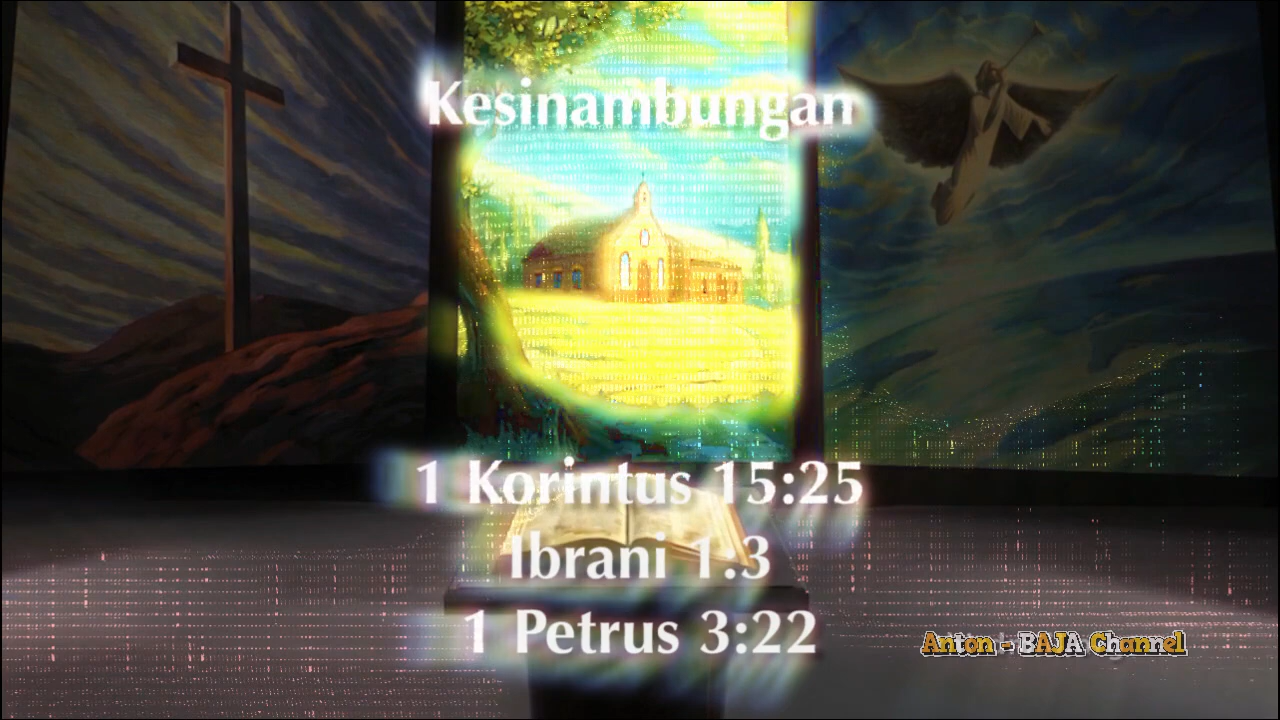 Kesinambungan
1 Korintus 15:25
Ibrani 1.3
1 Petrus 3:22
Anton - BAJA Channel